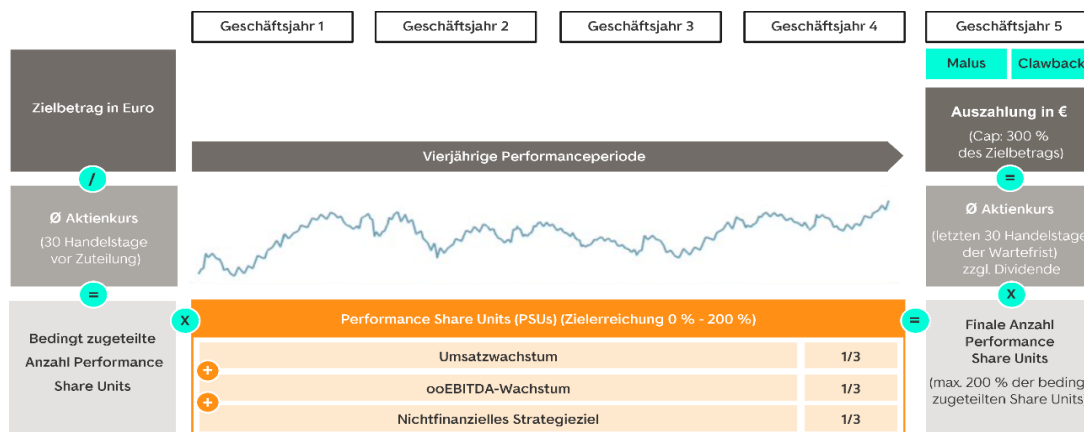 Geschäftsjahr 1
Geschäftsjahr 2
Geschäftsjahr 3
Geschäftsjahr 4
Geschäftsjahr 5
Malus
Clawback
Zielbetrag in Euro
/
Ø Aktienkurs
(30 Handelstage
vor Zuteilung)
=
Bedingt zugeteilte
Anzahl Performance
Share Units
x
Vierjährige Performanceperiode
Performance Share Units (PSUs) (Zielerreichung 0 % - 200 %)
Umsatzwachstum
1/3
+
ooEBITDA-Wachstum
1/3
+
Nichtfinanzielles Strategieziel
1/3
=
Auszahlung in €
(Cap: 300 %
des Zielbetrags)
=
Ø Aktienkurs
(letzten 30 Handelstage
der Wartefrist)
zzgl. Dividende
x
Finale Anzahl
Performance
Share Units
(max. 200 % der beding
zugeteilten Share Units